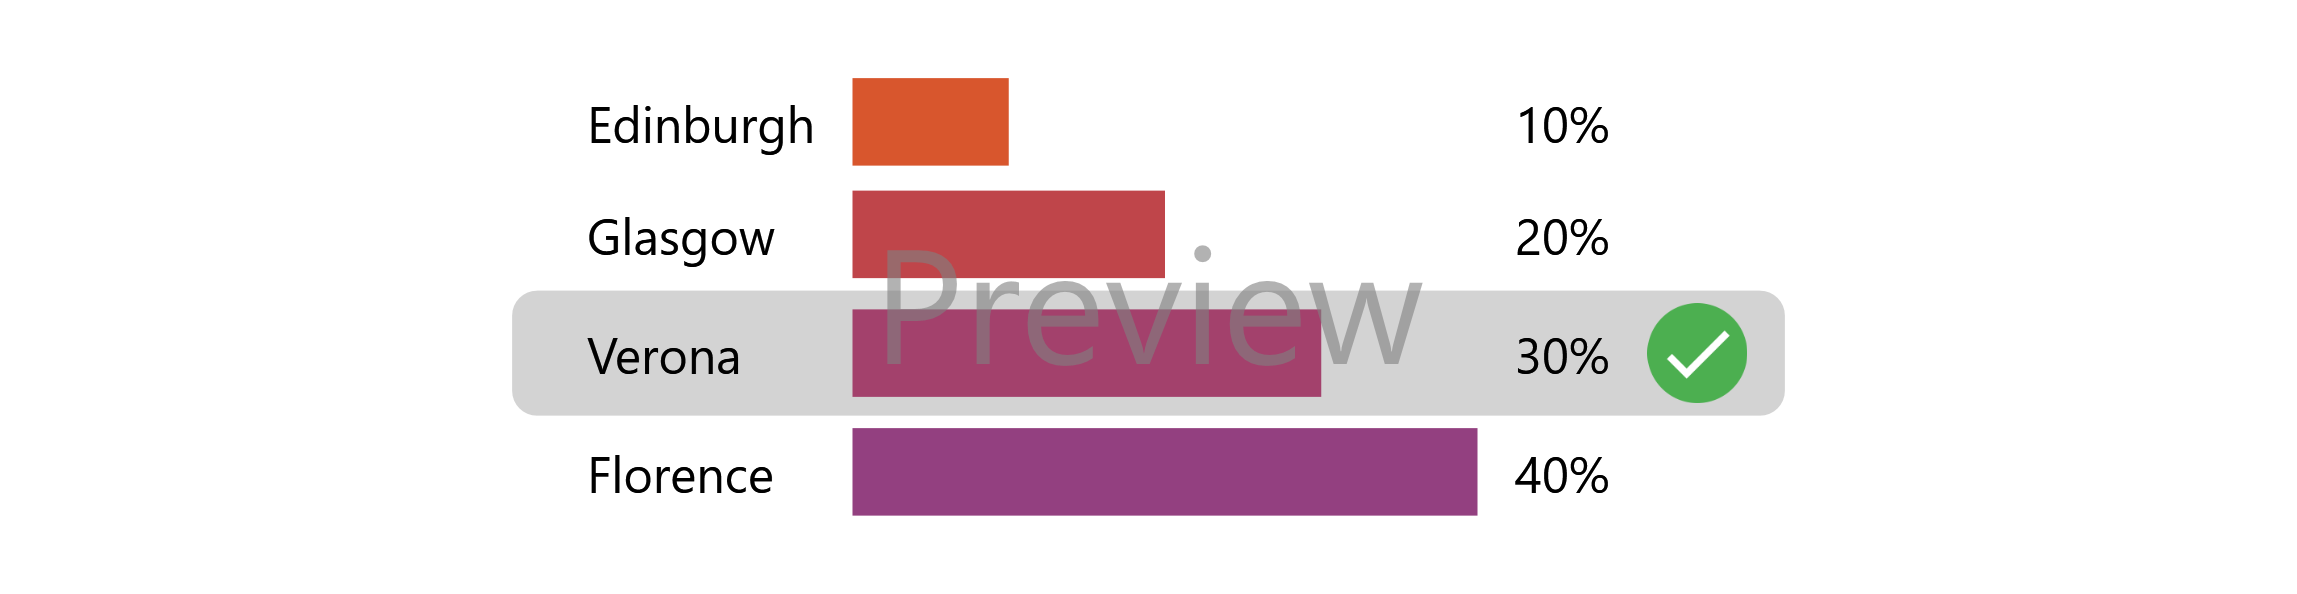 Edinburgh 10%
Glasgow 20%
Preview
Verona 30%
Florence 40%